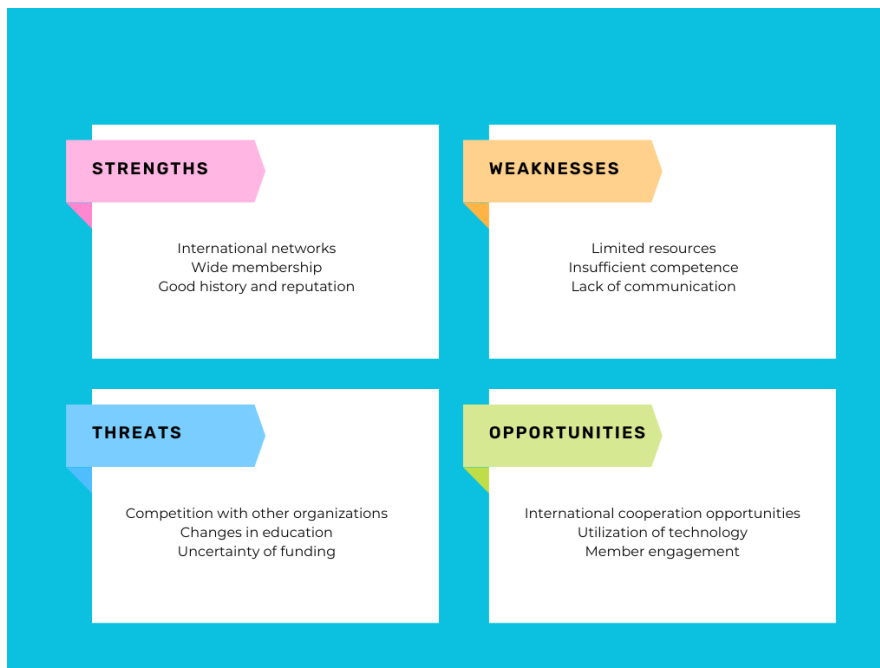 STRENGTHS
International networks
Wide membership
Good history and reputation
WEAKNESSES
Limited resources
Insufficient competence
Lack of communication
THREATS
Competition with other organizations
Changes in education
Uncertainty of funding
OPPORTUNITIES
International cooperation opportunities
Utilization of technology
Member engagement